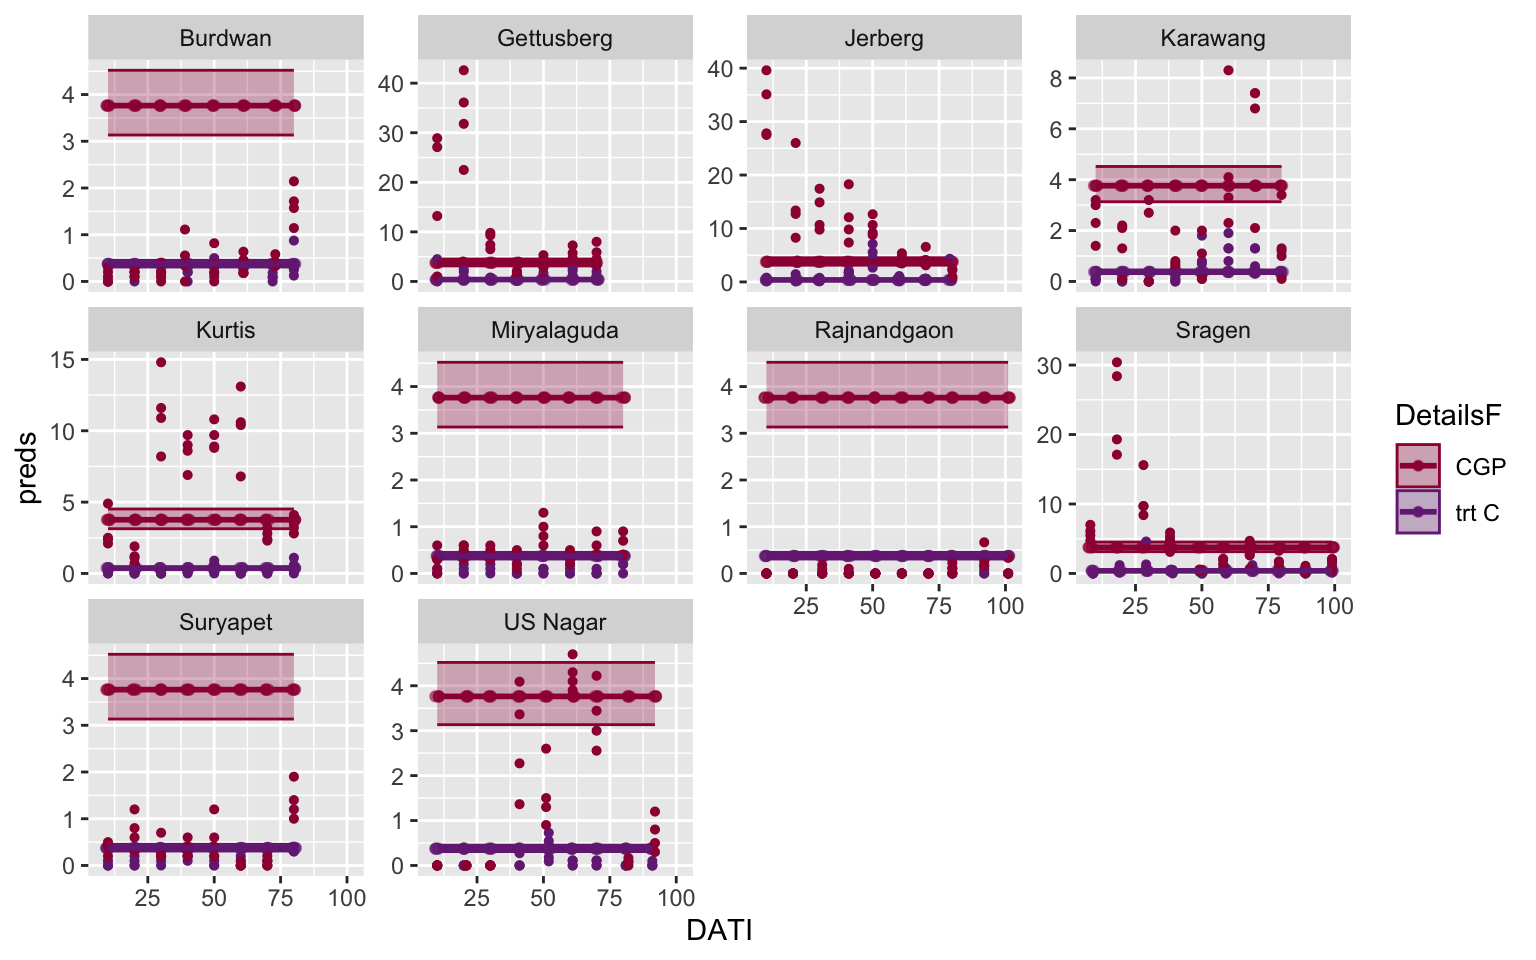 Burdwan Gettusberg Jerberg Karawang
4 3 2 1 0
40 30 20 10 0
40 30 20 10 0
8 6 4 2 0
Kurtis Miryalaguda Rajnandgaon Sragen
15 10 5 0
4 3 2 1 0
4 3 2 1 0
30 20 10 0
25 50 75 100 25 50 75 100
Suryapet US Nagar
4 3 2 1 0
4 3 2 1 0
25 50 75 100 25 50 75 100
preds
DATI
DetailsF
CGP
trt C